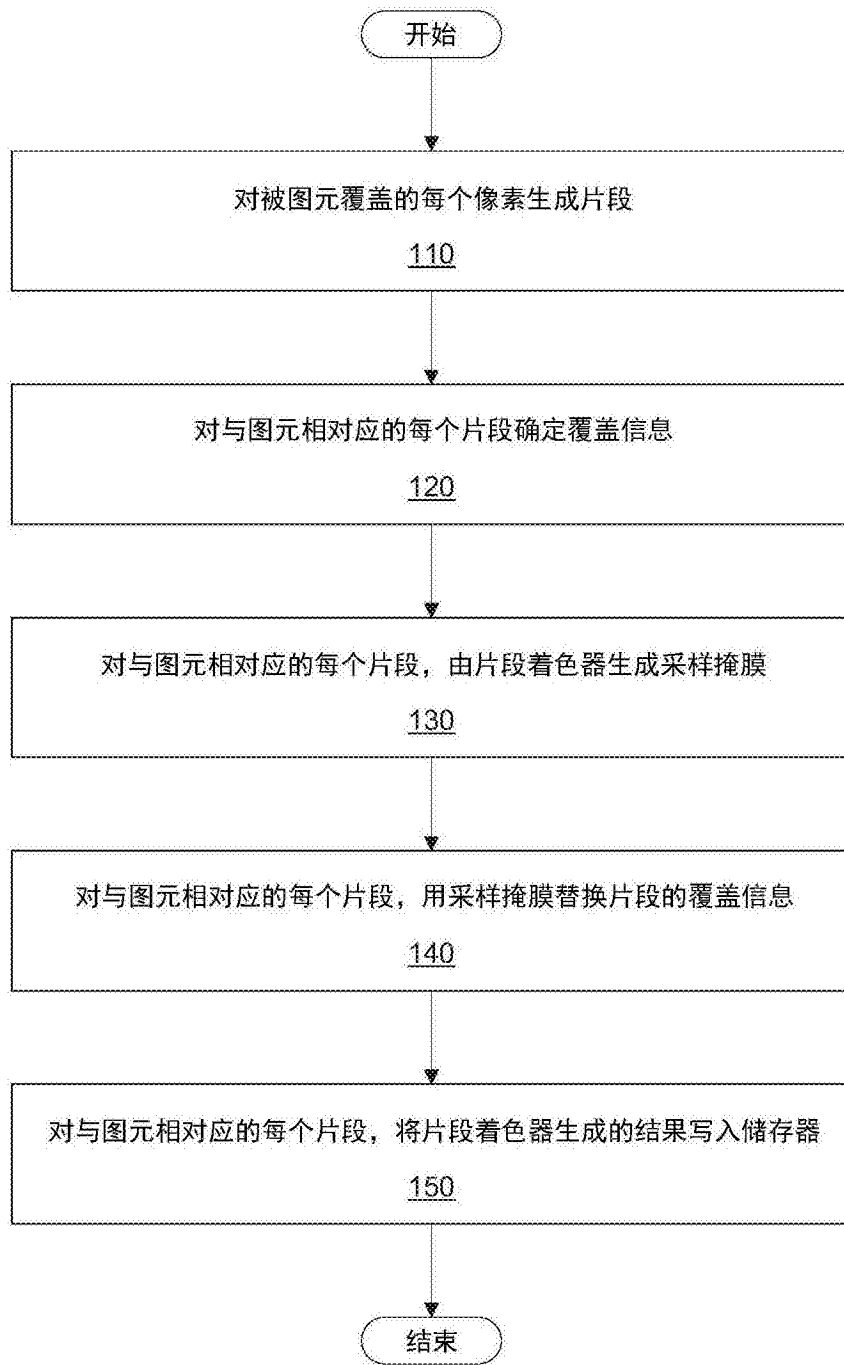 开始
对被图元覆盖的每个像素生成片段
110
对与图元相对应的每个片段确定覆盖信息
120
对与图元相对应的每个片段，由片段着色器生成采样掩膜
130
对与图元相对应的每个片段，用采样掩膜替换片段的覆盖信息
140
对与图元相对应的每个片段，将片段着色器生成的结果写入储存器
150
结束